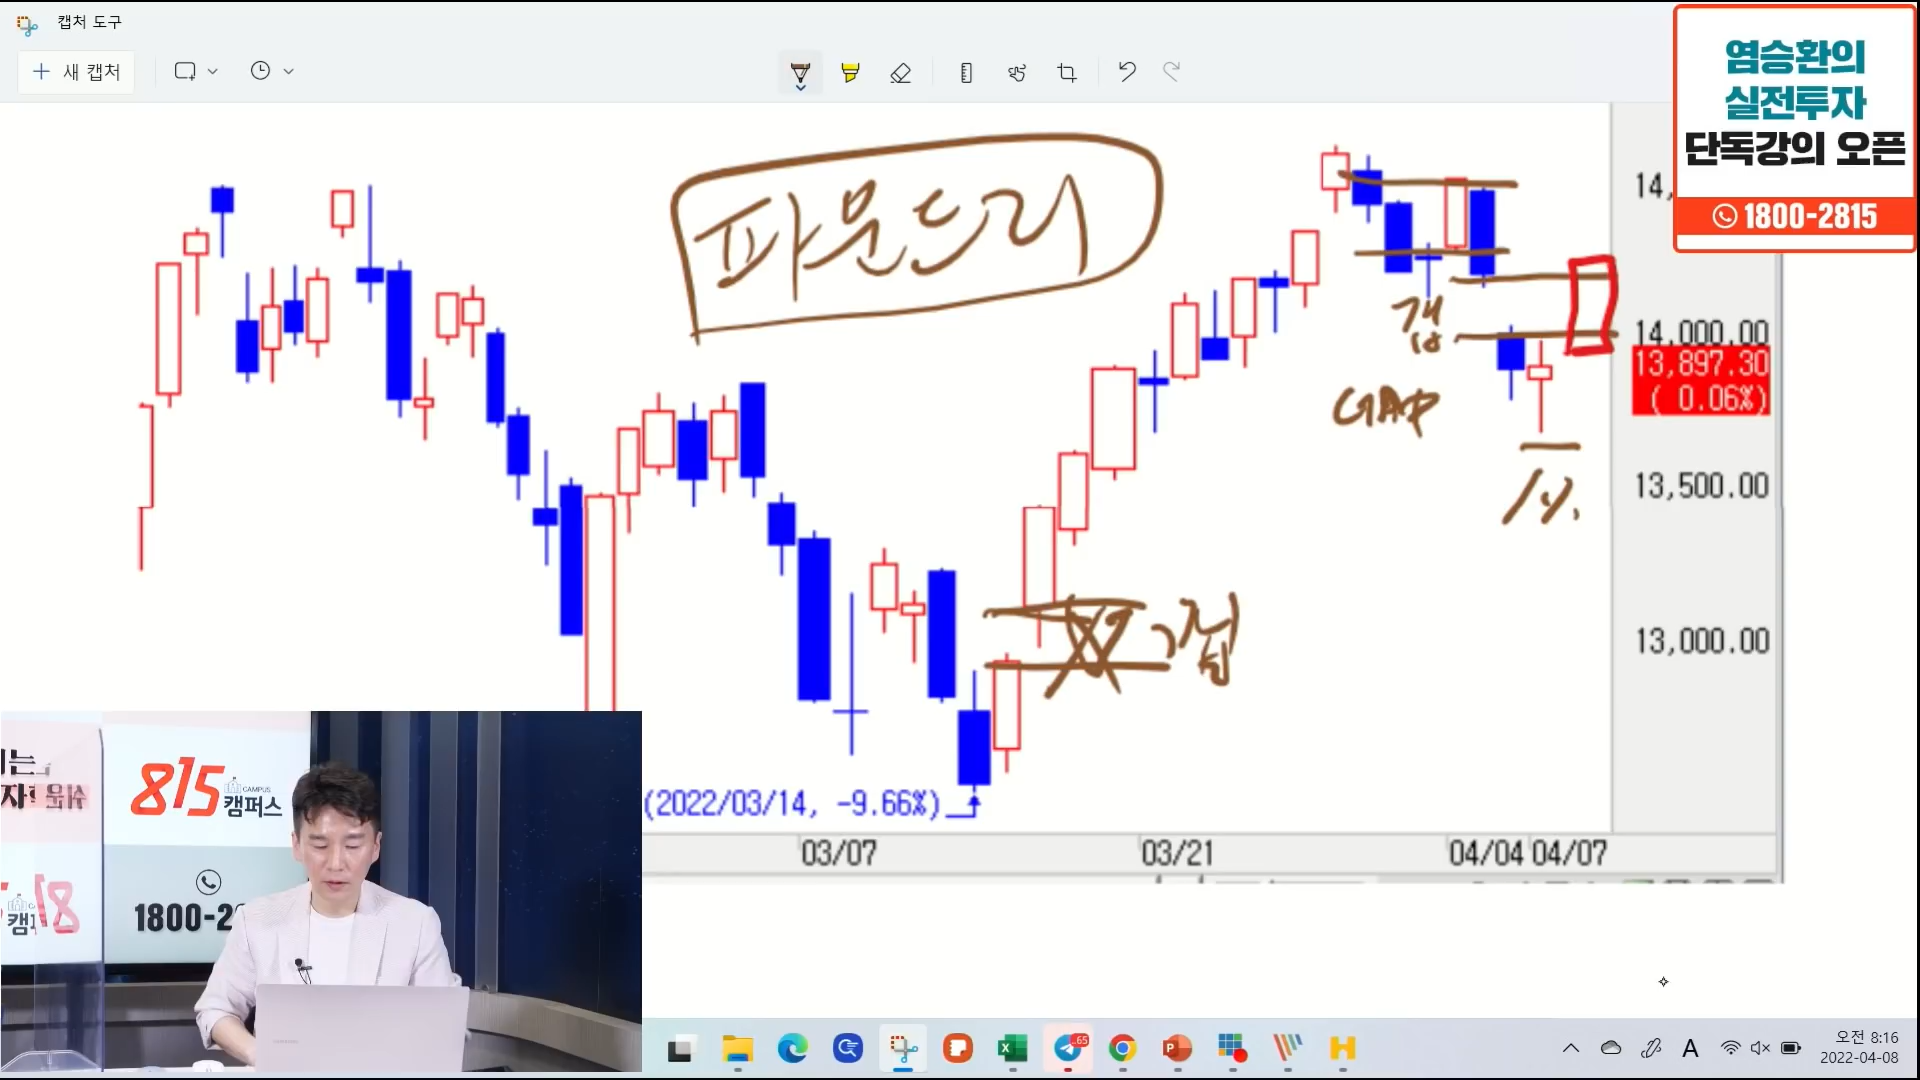 캡처 도구
새 캡처
염승환의
실전투자
단독강의 오픈
1800-2815
파운드리
갭
GAP
1%.
갭
14,
14,000.00
13,897.30
( 0.06%)
13,500.00
13,000.00
(2022/03/14, -9.66%)
03/07
03/21
04/04
04/07
815
CAMPUS
캠퍼스
1800-2
65
A
오전 8:16
2022-04-08